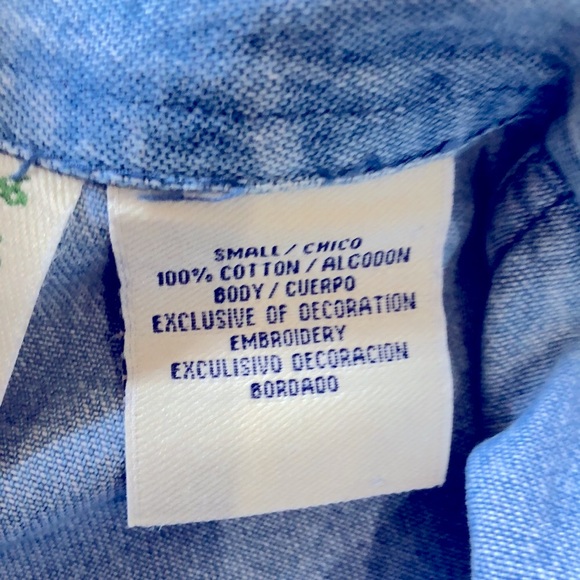 SMALL / CHICO
100% COTTON / ALGODON
BODY / CUERPO
EXCLUSIVE OF DECORATION
EMBROIDERY
EXCULISIVO DECORACION
BORDADO